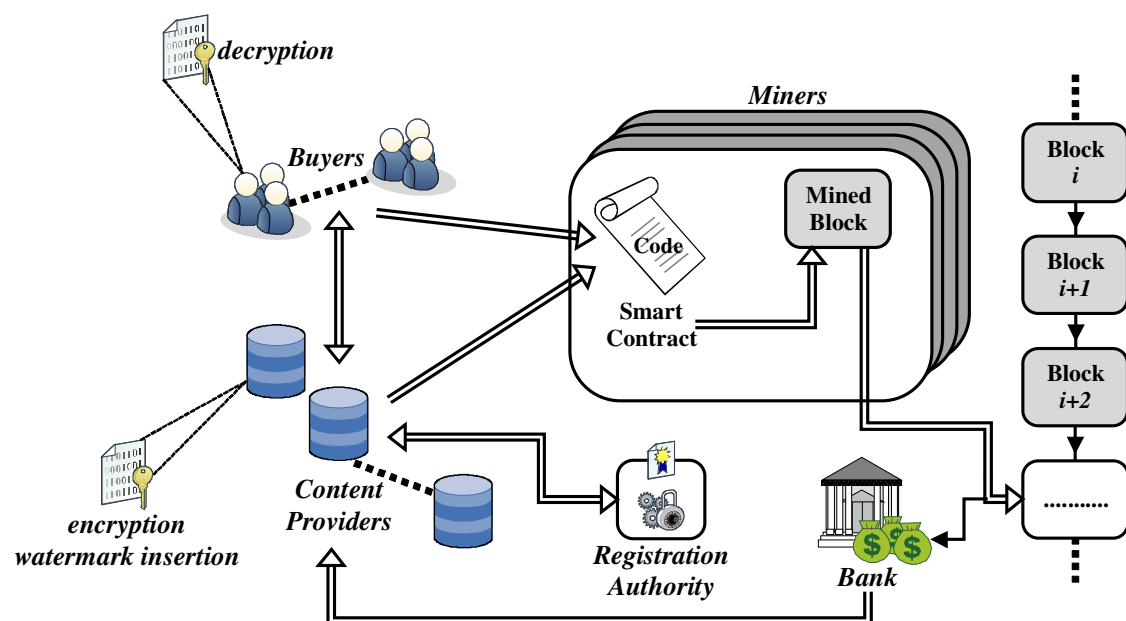 decryption
Buyers
Miners
Code
Smart
Contract
Mined
Block
Block
i
Block
i+1
Block
i+2
...........
encryption
watermark insertion
Content
Providers
Registration
Authority
Bank
$
$
$